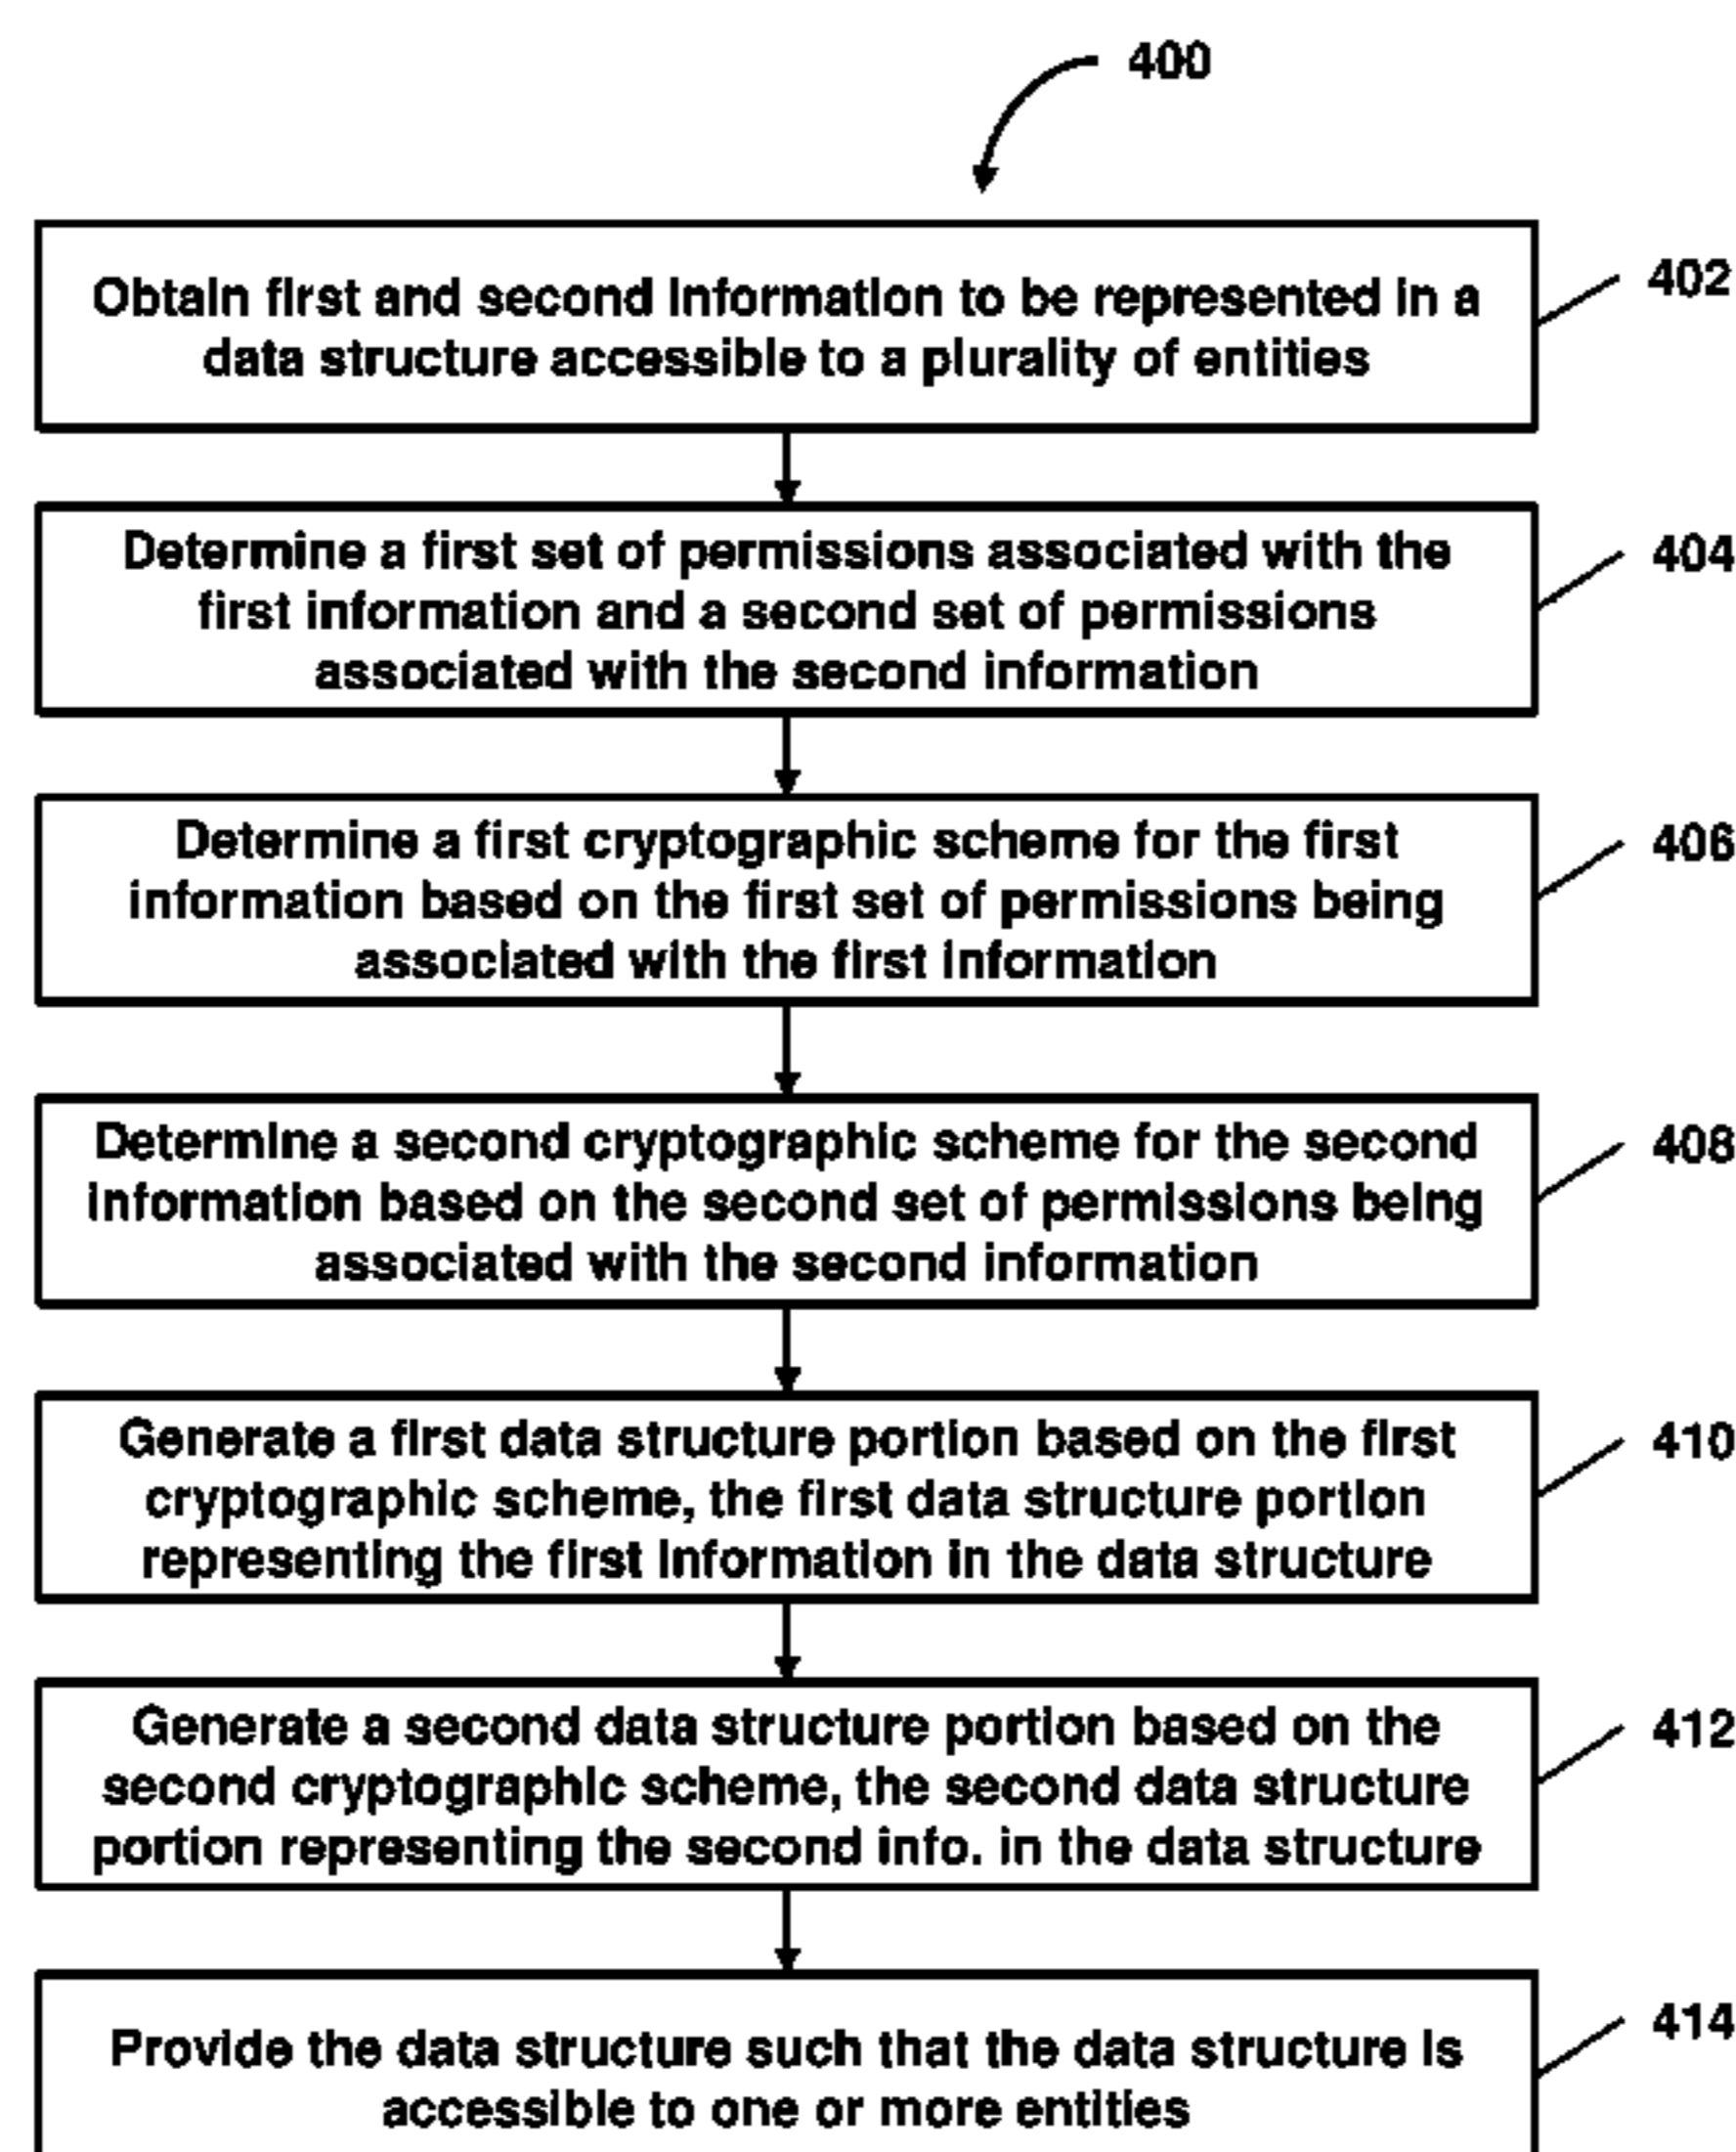 400
Obtain first and second information to be represented in a
data structure accessible to a plurality of entities
402
Determine a first set of permissions associated with the
first information and a second set of permissions
associated with the second information
404
Determine a first cryptographic scheme for the first
information based on the first set of permissions being
associated with the first information
406
Determine a second cryptographic scheme for the second
information based on the second set of permissions being
associated with the second information
408
Generate a first data structure portion based on the first
cryptographic scheme, the first data structure portion
representing the first information in the data structure
410
Generate a second data structure portion based on the
second cryptographic scheme, the second data structure
portion representing the second info. in the data structure
412
Provide the data structure such that the data structure is
accessible to one or more entities
414